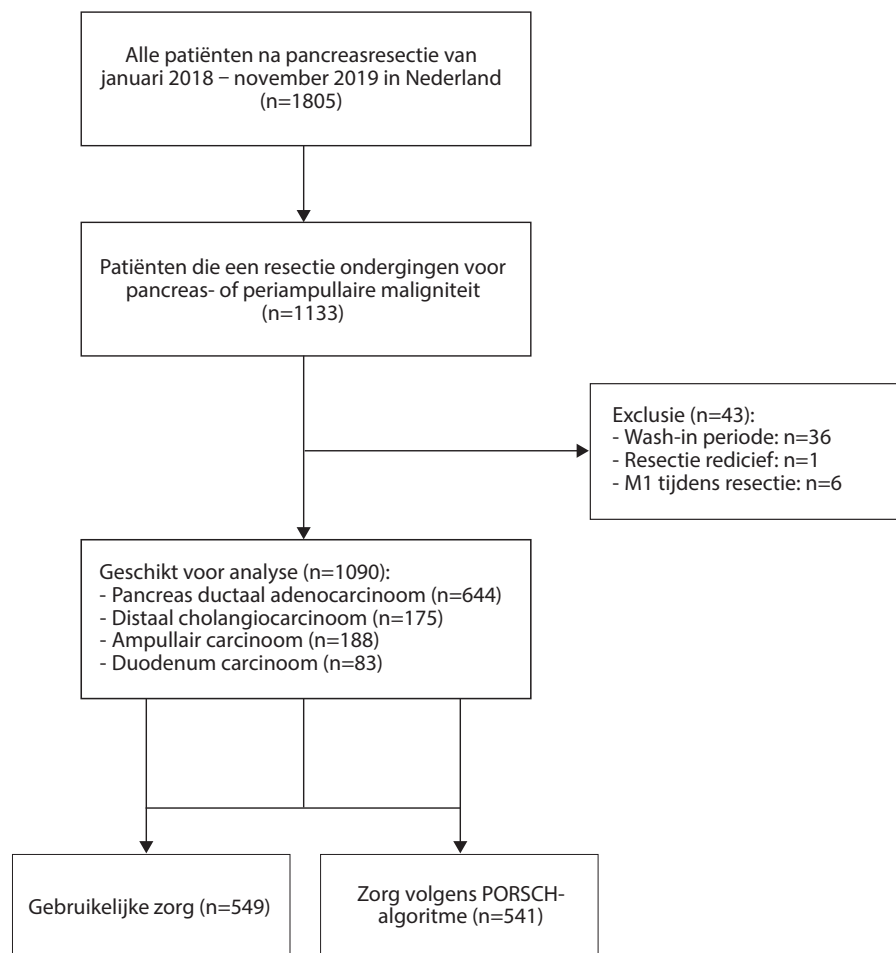 Alle patiënten na pancreasresectie van
januari 2018 – november 2019 in Nederland
(n=1805)
Patiënten die een resectie ondergingen voor
pancreas- of periampullaire maligniteit
(n=1133)
Exclusie (n=43):
- Wash-in periode: n=36
- Resectie redicief: n=1
- M1 tijdens resectie: n=6
Geschikt voor analyse (n=1090):
- Pancreas ductaal adenocarcinoom (n=644)
- Distaal cholangiocarcinoom (n=175)
- Ampullair carcinoom (n=188)
- Duodenum carcinoom (n=83)
Gebruikelijke zorg (n=549)
Zorg volgens PORSCH-
algoritme (n=541)